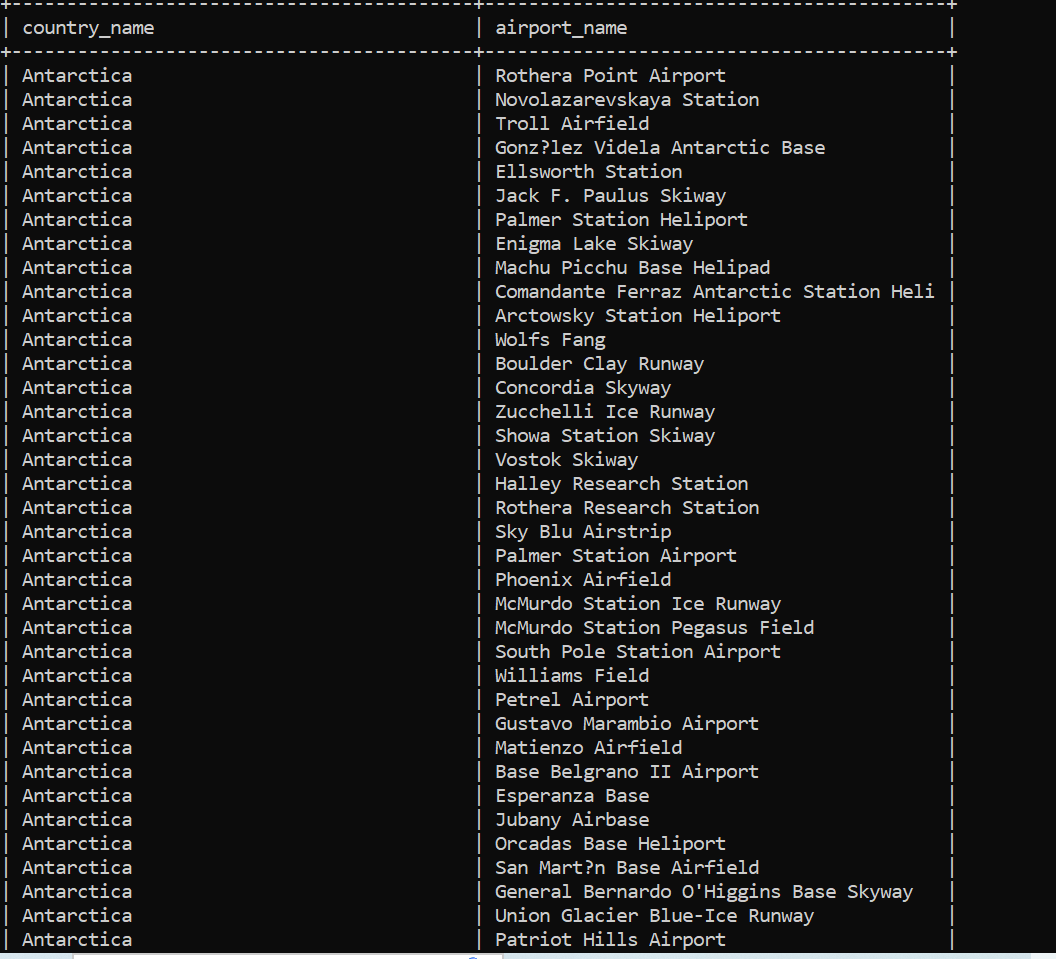 | country_name | airport_name |
| Antarctica | Rothera Point Airport |
| Antarctica | Novolazarevskaya Station |
| Antarctica | Troll Airfield |
| Antarctica | Gonz?lez Videla Antarctic Base |
| Antarctica | Ellsworth Station |
| Antarctica | Jack F. Paulus Skiway |
| Antarctica | Palmer Station Heliport |
| Antarctica | Enigma Lake Skiway |
| Antarctica | Machu Picchu Base Helipad |
| Antarctica | Comandante Ferraz Antarctic Station Heli |
| Antarctica | Arctowsky Station Heliport |
| Antarctica | Wolfs Fang |
| Antarctica | Boulder Clay Runway |
| Antarctica | Concordia Skyway |
| Antarctica | Zucchelli Ice Runway |
| Antarctica | Showa Station Skiway |
| Antarctica | Vostok Skiway |
| Antarctica | Halley Research Station |
| Antarctica | Rothera Research Station |
| Antarctica | Sky Blu Airstrip |
| Antarctica | Palmer Station Airport |
| Antarctica | Phoenix Airfield |
| Antarctica | McMurdo Station Ice Runway |
| Antarctica | McMurdo Station Pegasus Field |
| Antarctica | South Pole Station Airport |
| Antarctica | Williams Field |
| Antarctica | Petrel Airport |
| Antarctica | Gustavo Marambio Airport |
| Antarctica | Matienzo Airfield |
| Antarctica | Base Belgrano II Airport |
| Antarctica | Esperanza Base |
| Antarctica | Jubany Airbase |
| Antarctica | Orcadas Base Heliport |
| Antarctica | San Mart?n Base Airfield |
| Antarctica | General Bernardo O'Higgins Base Skyway |
| Antarctica | Union Glacier Blue-Ice Runway |
| Antarctica | Patriot Hills Airport |